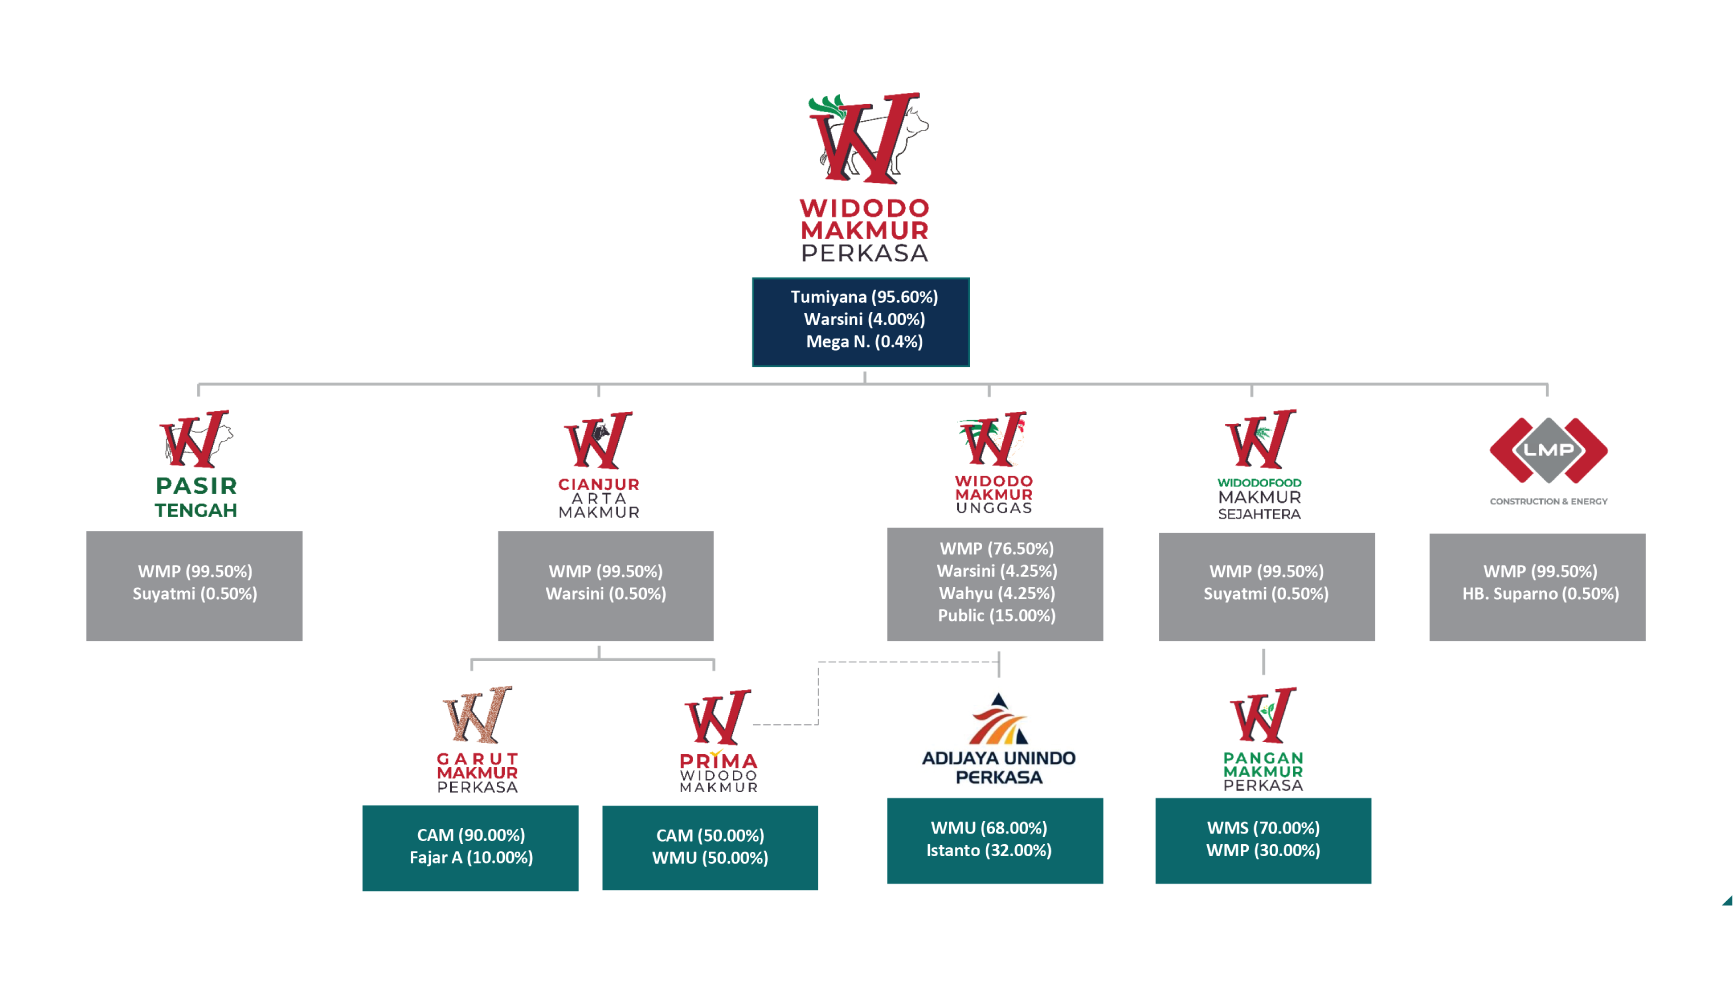 WIDODO
MAKMUR
PERKASA
Tumiyana (95.60%)
Warsini (4.00%)
Mega N. (0.4%)
PASIR
TENGAH
WMP (99.50%)
Suyatmi (0.50%)
CIANJUR
ARTA
MAKMUR
WMP (99.50%)
Warsini (0.50%)
WIDODO
MAKMUR
UNGGAS
WMP (76.50%)
Warsini (4.25%)
Wahyu (4.25%)
Public (15.00%)
WIDODOFOOD
MAKMUR
SEJAHTERA
WMP (99.50%)
Suyatmi (0.50%)
LMP
CONSTRUCTION & ENERGY
WMP (99.50%)
HB. Suparno (0.50%)
GARUT
MAKMUR
PERKASA
CAM (90.00%)
Fajar A (10.00%)
PRIMA
WIDODO
MAKMUR
CAM (50.00%)
WMU (50.00%)
ADIJAYA UNINDO
PERKASA
WMU (68.00%)
Istanto (32.00%)
PANGAN
MAKMUR
PERKASA
WMS (70.00%)
WMP (30.00%)